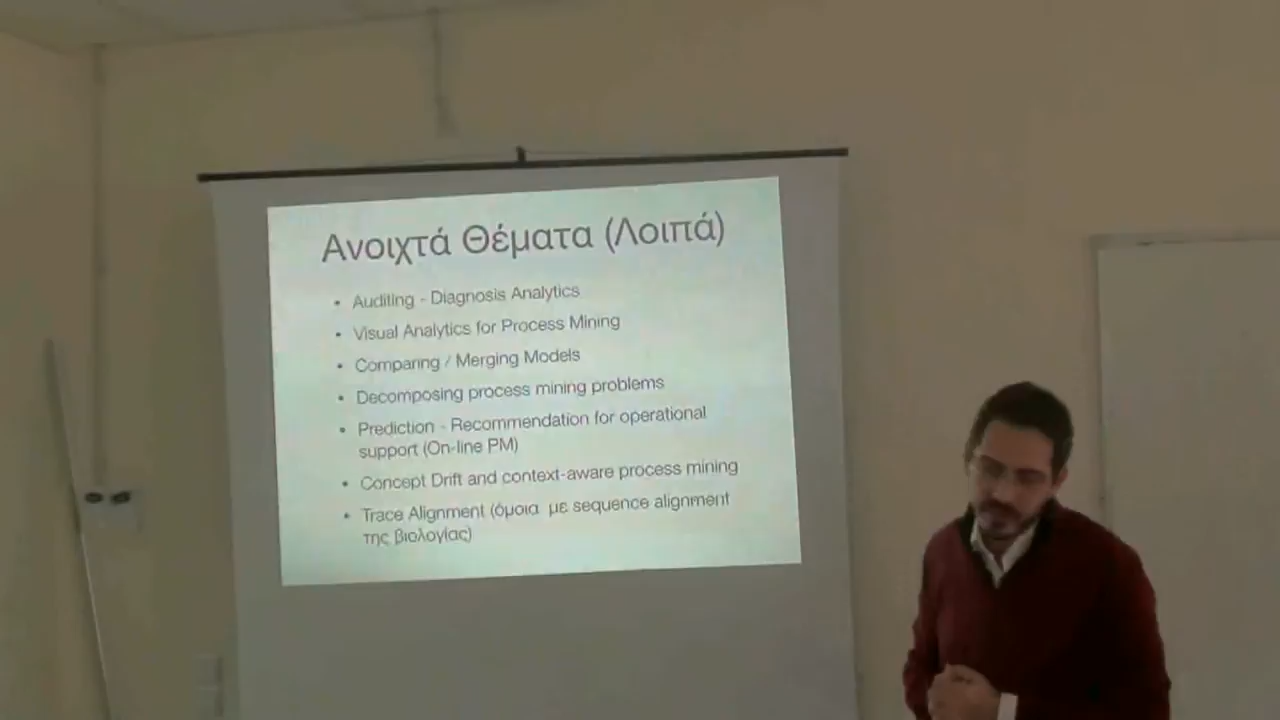 Ανοιχτά Θέματα (Λοιπά)
• Auditing - Diagnosis Analytics
• Visual Analytics for Process Mining
• Comparing / Merging Models
• Decomposing process mining problems
• Prediction - Recommendation for operational
support (On-line PM)
• Concept Drift and context-aware process mining
• Trace Alignment (όμοια με sequence alignment
της βιολογίας)